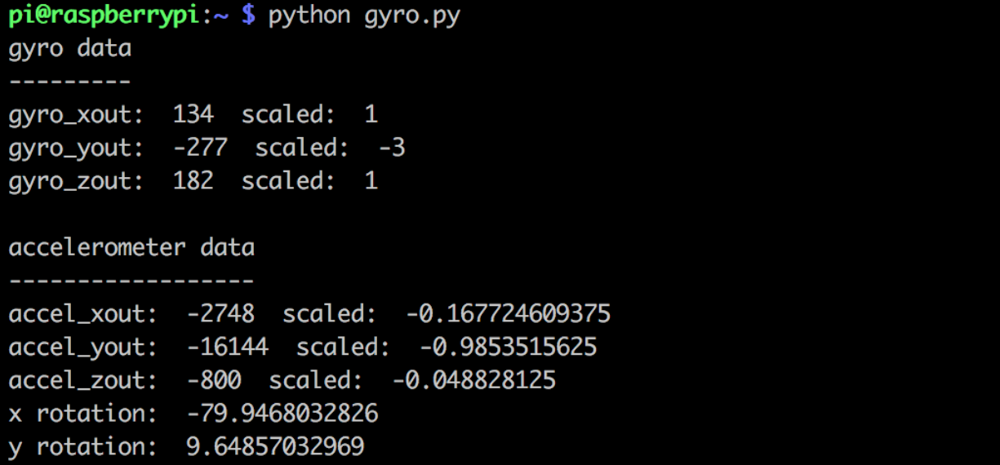 pi@raspberrypi:~ $ python gyro.py
gyro data
---------
gyro_xout:  134  scaled:  1
gyro_yout:  -277  scaled:  -3
gyro_zout:  182  scaled:  1

accelerometer data
------------------
accel_xout:  -2748  scaled:  -0.167724609375
accel_yout:  -16144  scaled:  -0.9853515625
accel_zout:  -800  scaled:  -0.048828125
x rotation:  -79.9468032826
y rotation:  9.64857032969